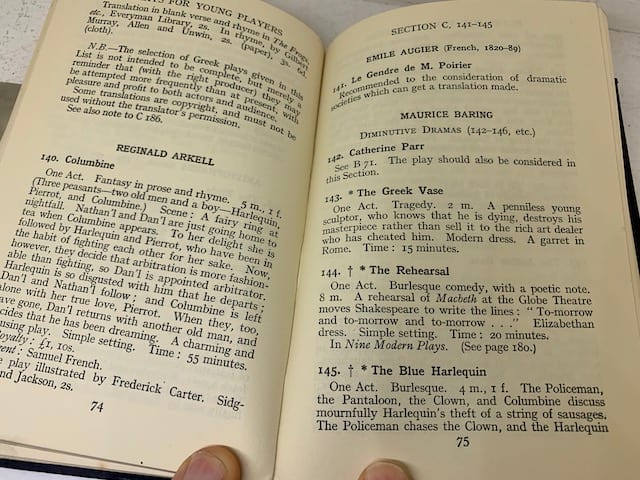 YS FOR YOUNG PLAYERS
Translation in blank verse and rhyme in The Frogs,
etc., Everyman Library, 2s. In rhyme, by Gilbert
Murray, Allen and Unwin, 2s. (paper), 3s. 6d.
(cloth).
N.B.—The selection of Greek plays given in this
List is not intended to be complete, but merely a
reminder that (with the right producer) they may
be attempted more frequently than at present, with
pleasure and profit to both actors and audience.
Some translations are copyright, and must not be
used without the translator's permission.
See also note to C 186.
REGINALD ARKELL
140. Columbine
One Act. Fantasy in prose and rhyme. 5 m., 1 f.
(Three peasants—two old men and a boy—Harlequin,
Pierrot, and Columbine.) Scene: A fairy ring at
nightfall. Nathan'l and Dan'l are just going home to
tea when Columbine appears. To her delight she is
followed by Harlequin and Pierrot, who have been in
the habit of fighting each other for her sake. Now,
however, they decide that arbitration is more fashion-
able than fighting, so Dan'l is appointed arbitrator.
Harlequin is so disgusted with him that he departs;
Dan'l and Nathan'l follow; and Columbine is left
alone with her true love, Pierrot. When they, too,
have gone, Dan'l returns with another old man, and
decides that he has been dreaming. A charming and
using play. Simple setting. Time: 55 minutes.
oyalty: £1, 10s.
ent: Samuel French.
e play illustrated by Frederick Carter. Sidg-
nd Jackson, 2s.
74
SECTION C, 141-145
EMILE AUGIER (French, 1820-89)
141. Le Gendre de M. Poirier
Recommended to the consideration of dramatic
societies which can get a translation made.
MAURICE BARING
DIMINUTIVE DRAMAS (142-146, etc.)
142. Catherine Parr
See B 71. The play should also be considered in
this Section.
143. * The Greek Vase
One Act. Tragedy. 2 m. A penniless young
sculptor, who knows that he is dying, destroys his
masterpiece rather than sell it to the rich art dealer
who has cheated him. Modern dress. A garret in
Rome. Time: 15 minutes.
144. † * The Rehearsal
One Act. Burlesque comedy, with a poetic note.
8 m. A rehearsal of Macbeth at the Globe Theatre
moves Shakespeare to write the lines: "To-morrow
and to-morrow and to-morrow . . ." Elizabethan
dress. Simple setting. Time: 20 minutes.
In Nine Modern Plays. (See page 180.)
145. † * The Blue Harlequin
One Act. Burlesque. 4 m., 1 f. The Policeman,
the Pantaloon, the Clown, and Columbine discuss
mournfully Harlequin's theft of a string of sausages.
The Policeman chases the Clown, and the Harlequin
75